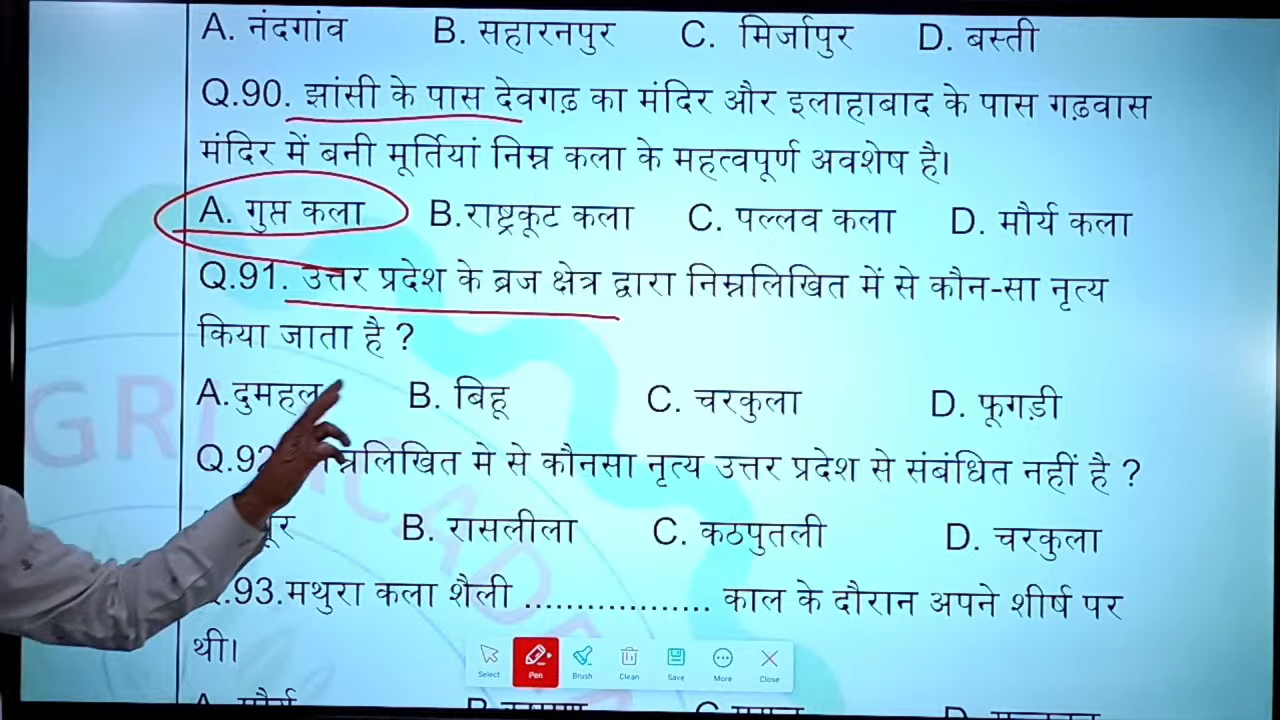 A. नंदगांव B. सहारनपुर C. मिर्जापुर D. बस्ती
Q.90. झांसी के पास देवगढ़ का मंदिर और इलाहाबाद के पास गढ़वास
मंदिर में बनी मूर्तियां निम्न कला के महत्वपूर्ण अवशेष है।
A. गुप्त कला B.राष्ट्रकूट कला C. पल्लव कला D. मौर्य कला
Q.91. उत्तर प्रदेश के ब्रज क्षेत्र द्वारा निम्नलिखित में से कौन-सा नृत्य
किया जाता है ?
A.दुमहल B. बिहू C. चरकुला D. फूगड़ी
मे से कौनसा नृत्य उत्तर प्रदेश से संबंधित नहीं है ?
B. रासलीला C. कठपुतली D. चरकुला
.93.मथुरा कला शैली .................. काल के दौरान अपने शीर्ष पर
थी।
Select Pen Brush Clean Save More Close